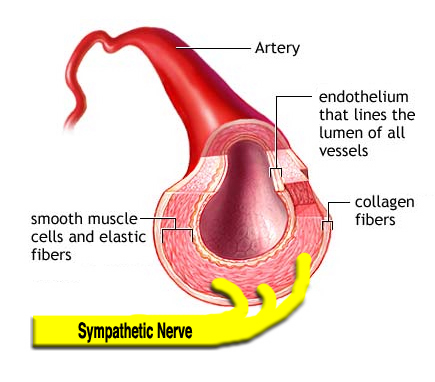 Artery
endothelium
that lines the
lumen of all
vessels
collagen
fibers
smooth muscle
cells and elastic
fibers
Sympathetic Nerve